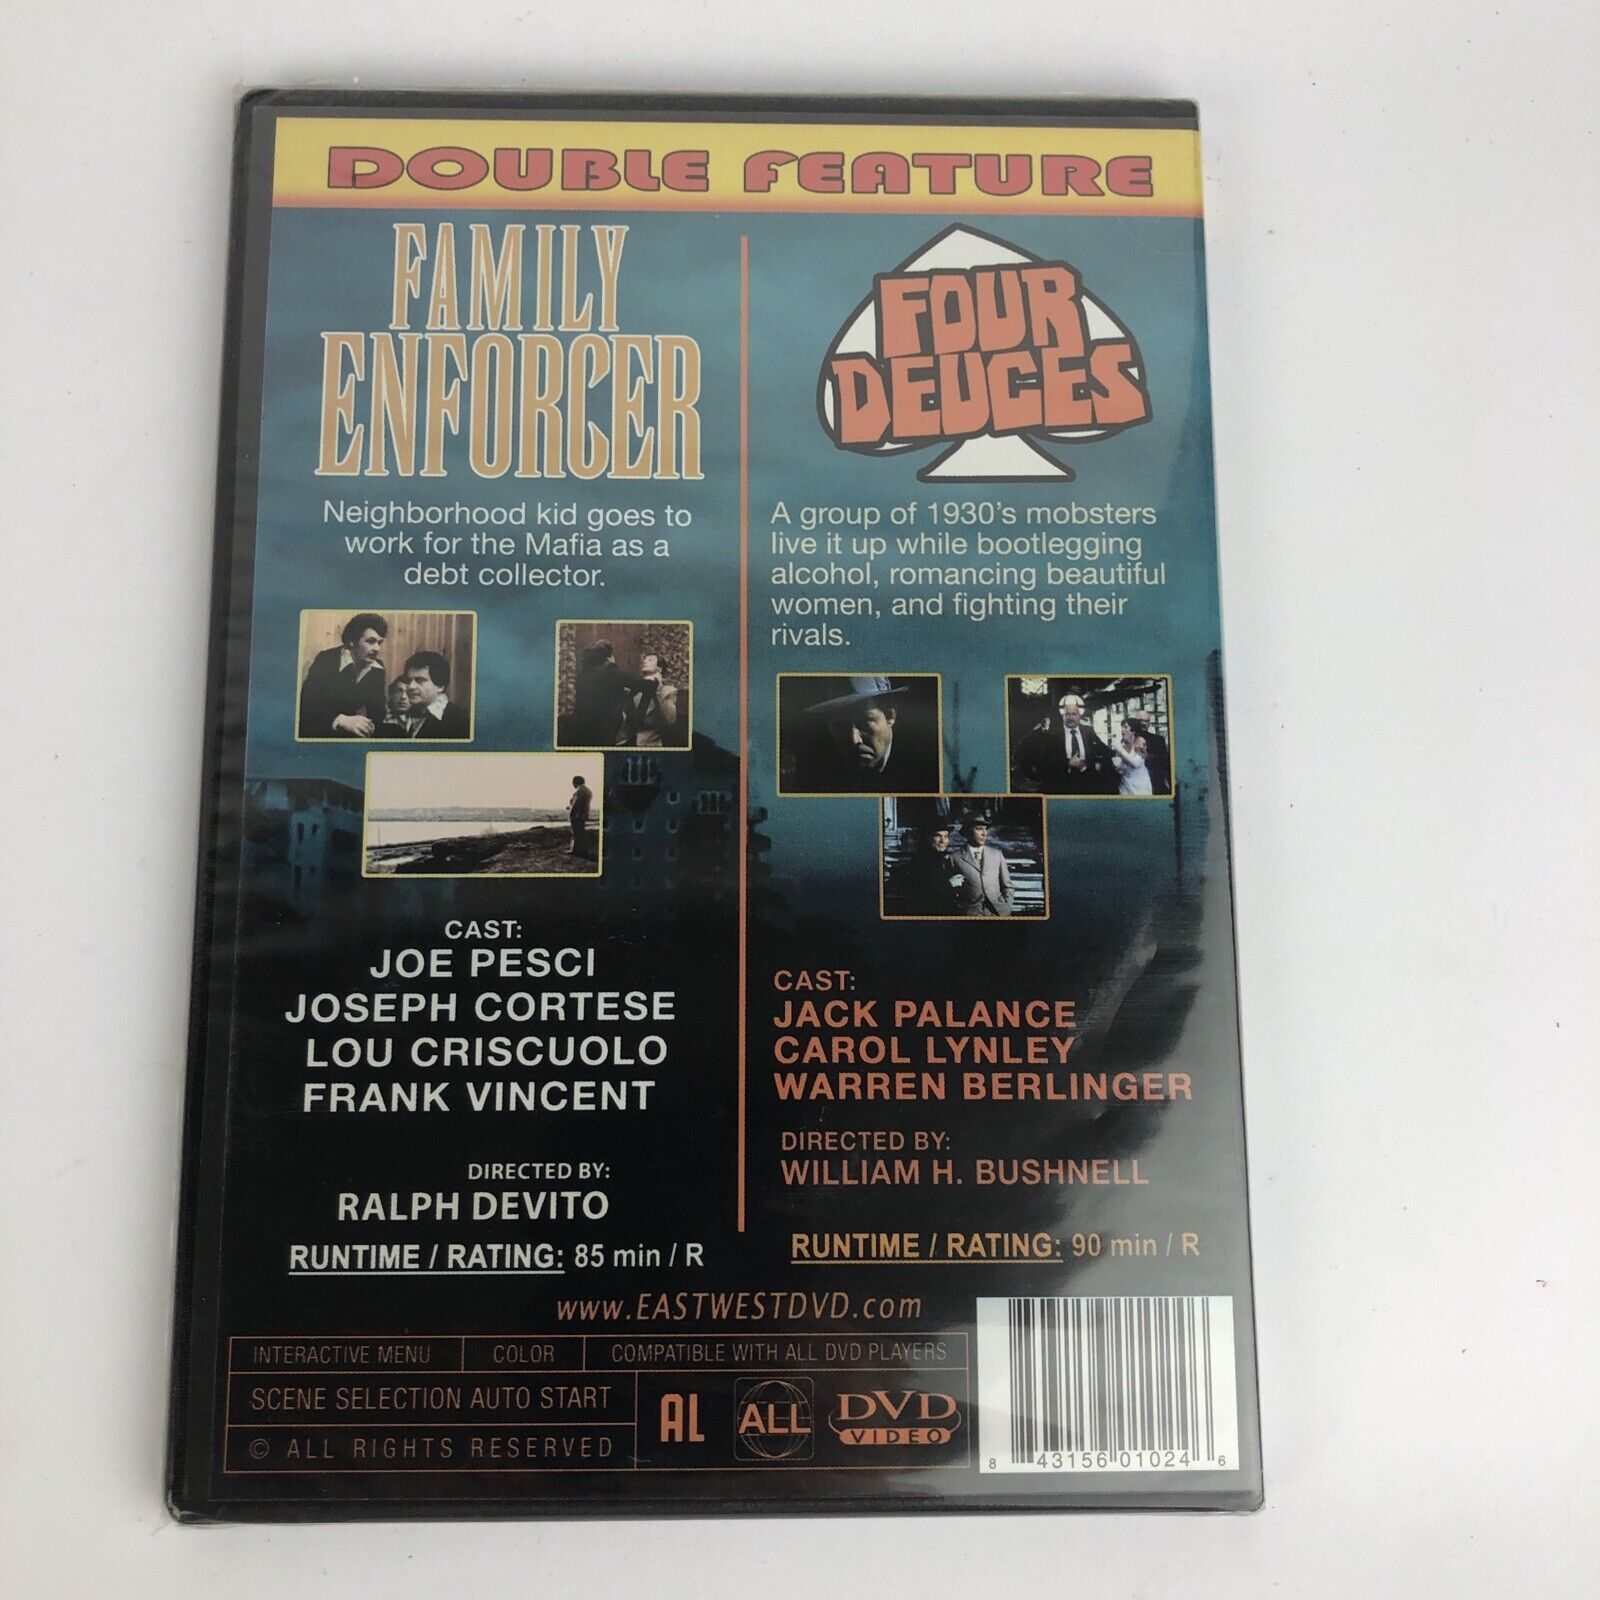 DOUBLE FEATURE
FAMILY
ENFORCER
Neighborhood kid goes to
work for the Mafia as a
debt collector.
CAST:
JOE PESCI
JOSEPH CORTESE
LOU CRISCUOLO
FRANK VINCENT
DIRECTED BY:
RALPH DEVITO
RUNTIME / RATING: 85 min / R
FOUR
DEUCES
A group of 1930's mobsters
live it up while bootlegging
alcohol, romancing beautiful
women, and fighting their
rivals.
CAST:
JACK PALANCE
CAROL LYNLEY
WARREN BERLINGER
DIRECTED BY:
WILLIAM H. BUSHNELL
RUNTIME / RATING: 90 min / R
www.EASTWESTDVD.com
INTERACTIVE MENU COLOR COMPATIBLE WITH ALL DVD PLAYERS
SCENE SELECTION AUTO START
© ALL RIGHTS RESERVED
AL
ALL
DVD
VIDEO
8 43156 01024 6